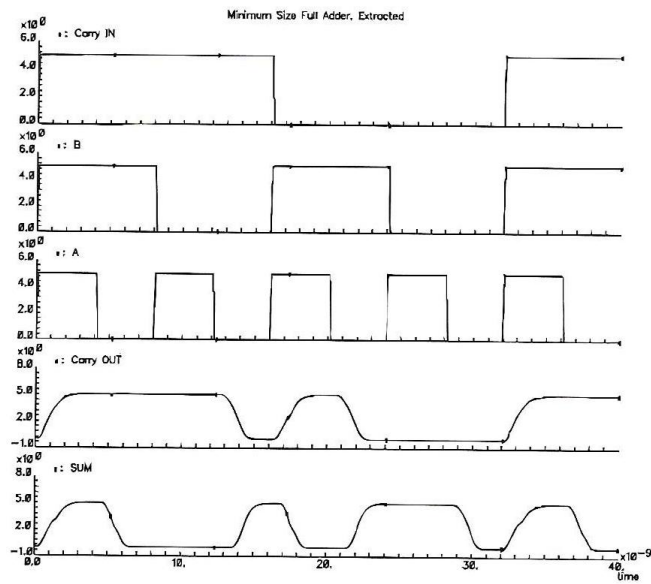 Minimum Size Full Adder, Extracted
x10^0
6.0
: Carry IN
4.0
2.0
0.0
x10^0
6.0
: B
4.0
2.0
0.0
x10^0
6.0
: A
4.0
2.0
0.0
x10^0
8.0
: Carry OUT
5.0
2.0
-1.0
x10^0
8.0
: SUM
5.0
2.0
-1.0
0.0 10. 20. 30. 40. x10^-9
time